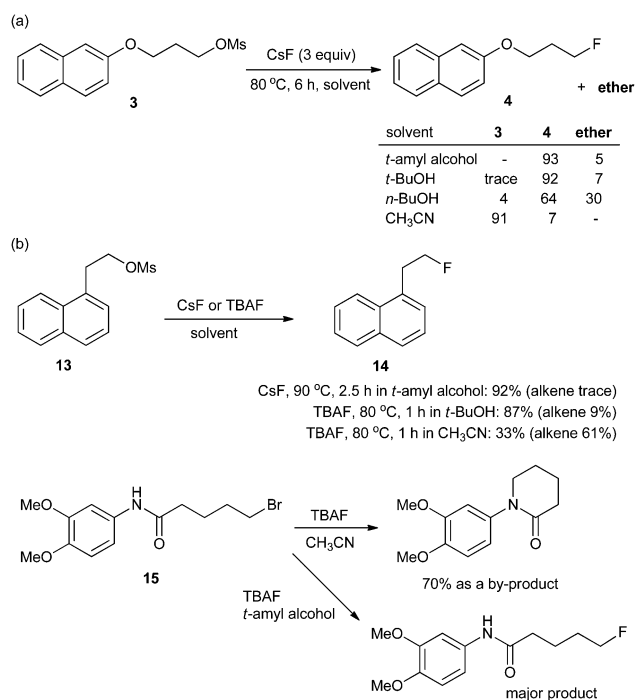 (a)
OMs
O
CsF (3 equiv)
80 °C, 6 h, solvent
3
O
F
4
+ ether
solvent 3 4 ether
t-amyl alcohol - 93 5
t-BuOH trace 92 7
n-BuOH 4 64 30
CH3CN 91 7 -
(b)
OMs
CsF or TBAF
solvent
F
13
14
CsF, 90 °C, 2.5 h in t-amyl alcohol: 92% (alkene trace)
TBAF, 80 °C, 1 h in t-BuOH: 87% (alkene 9%)
TBAF, 80 °C, 1 h in CH3CN: 33% (alkene 61%)
MeO
MeO
H
N
O
Br
15
TBAF
CH3CN
MeO
MeO
N
O
70% as a by-product
TBAF
t-amyl alcohol
MeO
MeO
H
N
O
F
major product